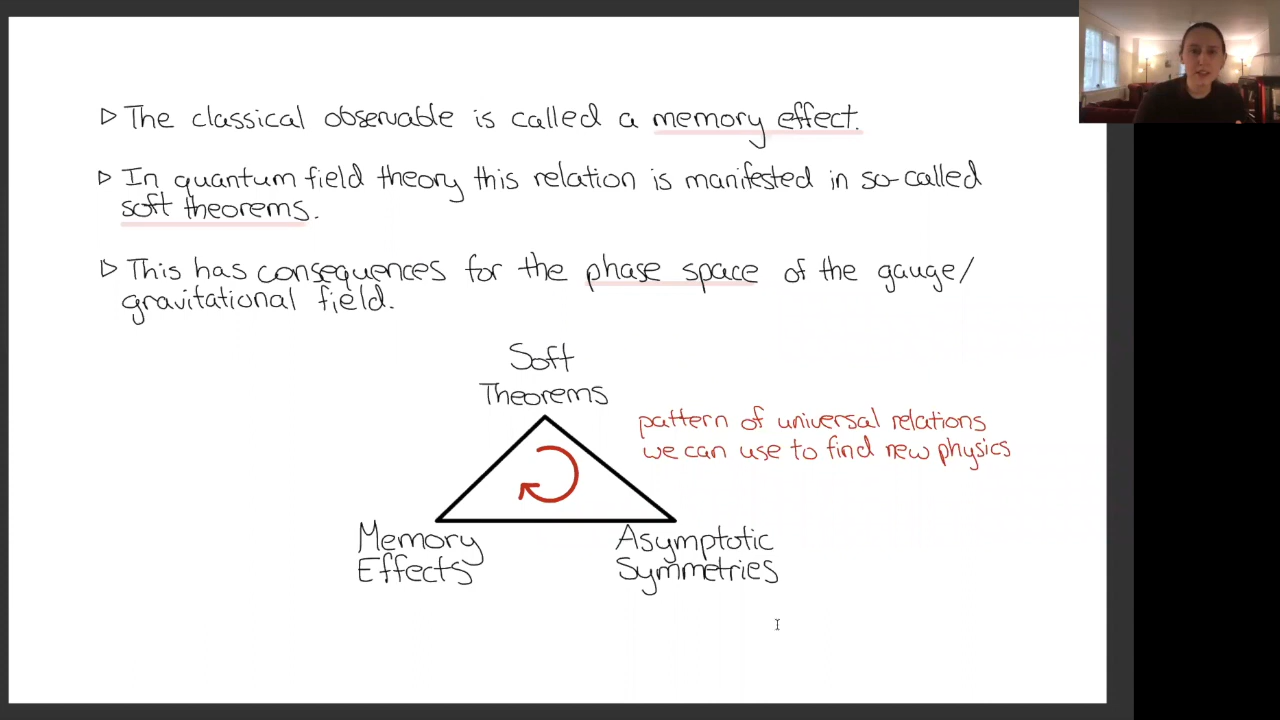 ▷ The classical observable is called a memory effect.
▷ In quantum field theory this relation is manifested in so-called
soft theorems.
▷ This has consequences for the phase space of the gauge/
gravitational field.
Soft
Theorems
pattern of universal relations
we can use to find new physics
Memory
Effects
Asymptotic
Symmetries